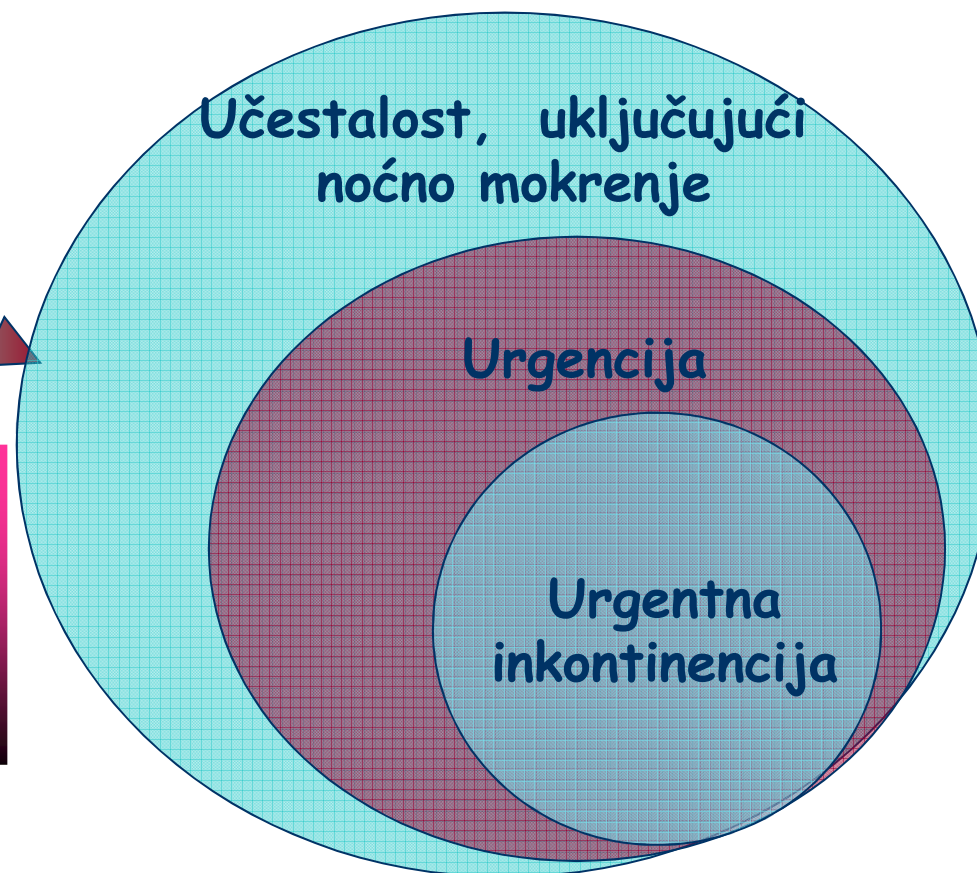 Učestalost, uključujući
noćno mokrenje
Urgencija
Urgentna
inkontinencija